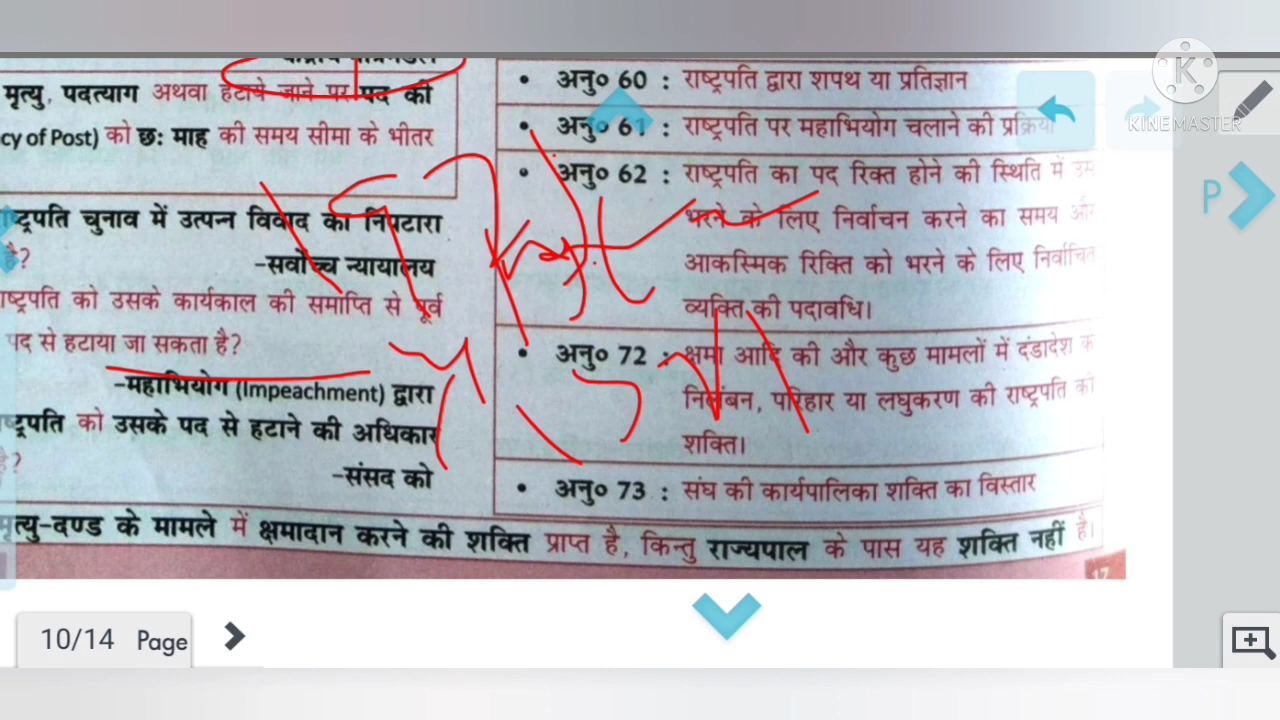 मृत्यु, पदत्याग अथवा हटाये जाने पर पद की
cy of Post) को छः माह की समय सीमा के भीतर
ाष्ट्रपति चुनाव में उत्पन्न विवाद का निपटारा
है?
-सर्वोच्च न्यायालय
ाष्ट्रपति को उसके कार्यकाल की समाप्ति से पूर्व
पद से हटाया जा सकता है?
-महाभियोग (Impeachment) द्वारा
ष्ट्रपति को उसके पद से हटाने की अधिकार
है?
-संसद को
• अनु० 60 : राष्ट्रपति द्वारा शपथ या प्रतिज्ञान
• अनु० 61 : राष्ट्रपति पर महाभियोग चलाने की प्रक्रिया
• अनु० 62 : राष्ट्रपति का पद रिक्त होने की स्थिति में उसे
भरने के लिए निर्वाचन करने का समय और
आकस्मिक रिक्ति को भरने के लिए निर्वाचित
व्यक्ति की पदावधि।
• अनु० 72 : क्षमा आदि की और कुछ मामलों में दंडादेश के
निलंबन, परिहार या लघुकरण की राष्ट्रपति की
शक्ति।
• अनु० 73 : संघ की कार्यपालिका शक्ति का विस्तार
मृत्यु-दण्ड के मामले में क्षमादान करने की शक्ति प्राप्त है, किन्तु राज्यपाल के पास यह शक्ति नहीं है।
17
K
KINEMASTER
P
10/14 Page